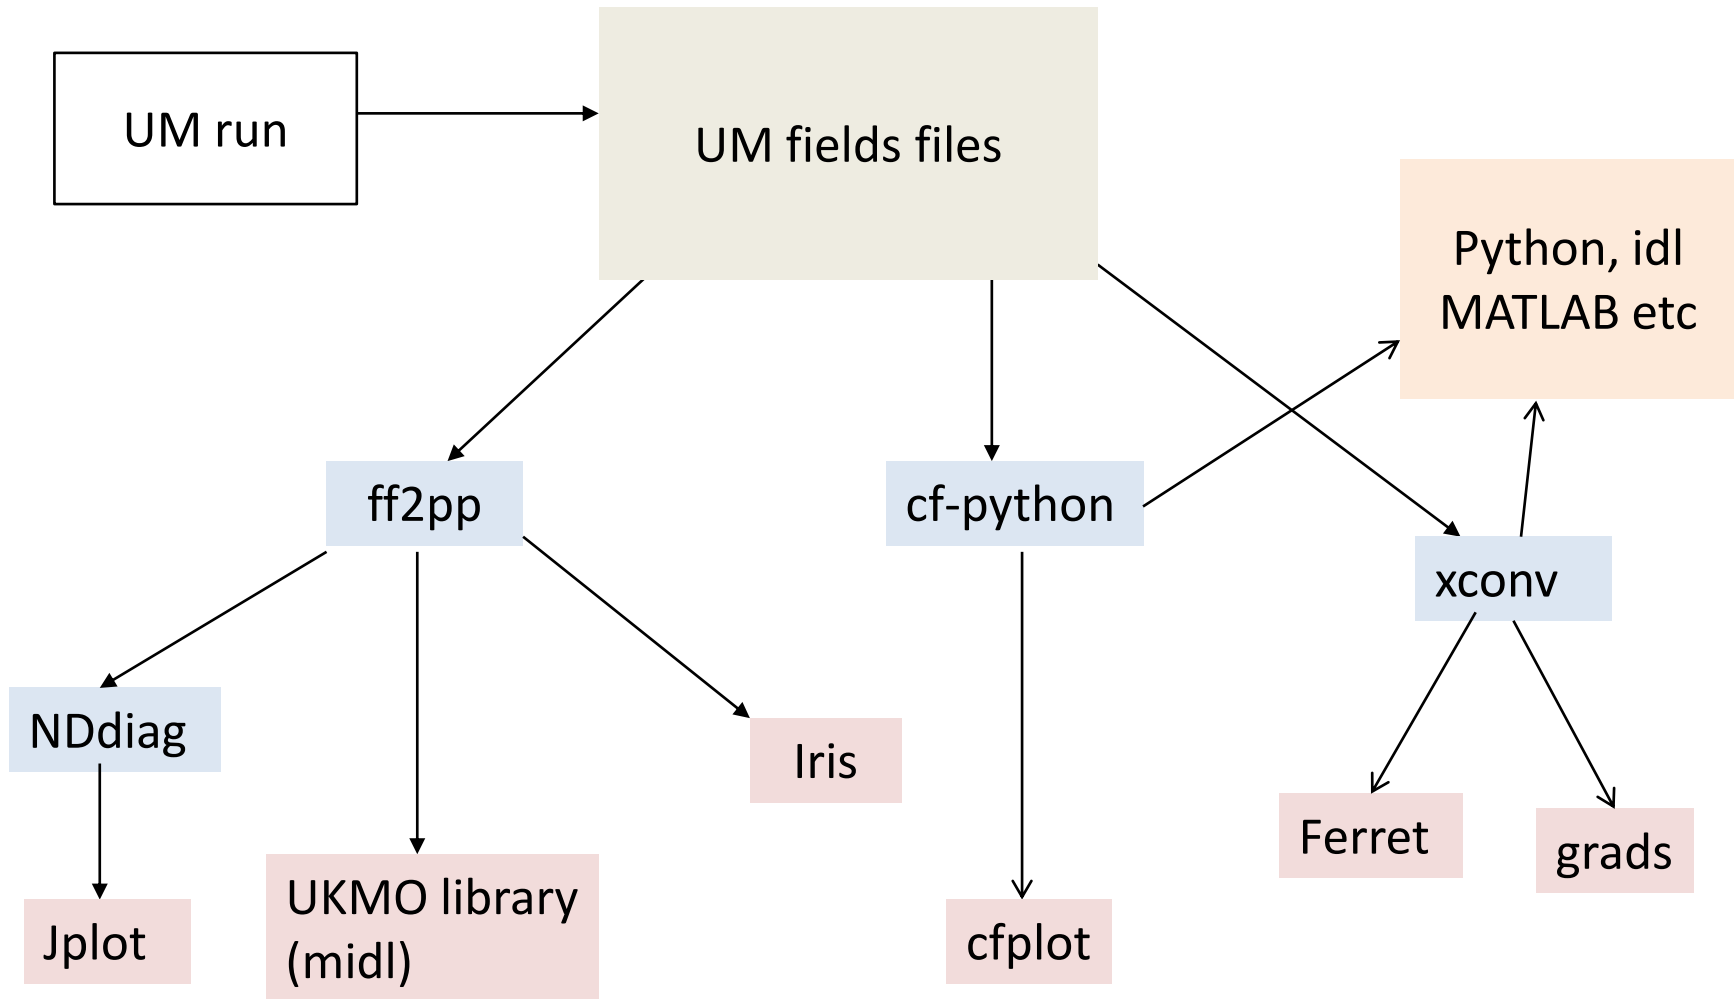 UM run
UM fields files
Python, idl
MATLAB etc
ff2pp
cf-python
xconv
NDdiag
Iris
Ferret
grads
Jplot
UKMO library
(midl)
cfplot